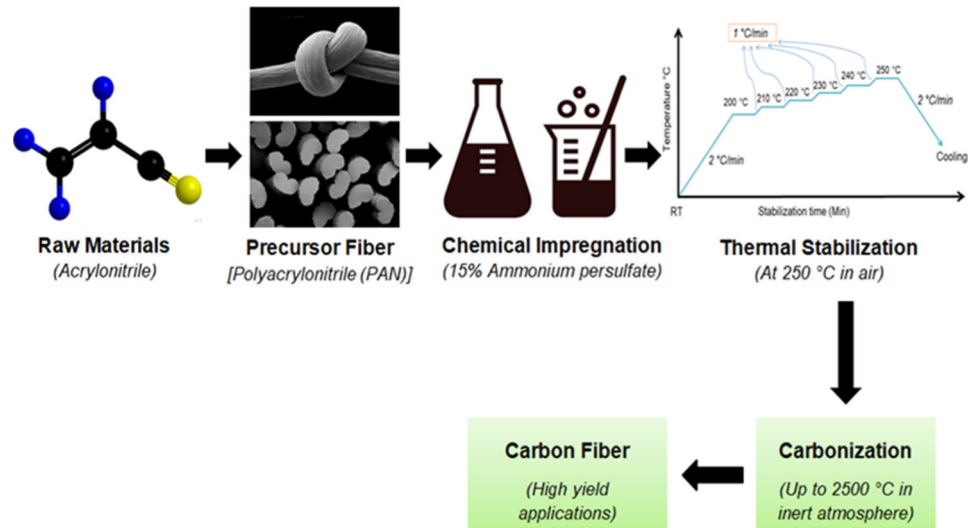 1 °C/min
Temperature °C
200 °C
210 °C
220 °C
230 °C
240 °C
250 °C
2 °C/min
2 °C/min
Cooling
RT
Stabilization time (Min)
Raw Materials
(Acrylonitrile)
Precursor Fiber
[Polyacrylonitrile (PAN)]
Chemical Impregnation
(15% Ammonium persulfate)
Thermal Stabilization
(At 250 °C in air)
Carbon Fiber
(High yield
applications)
Carbonization
(Up to 2500 °C in
inert atmosphere)